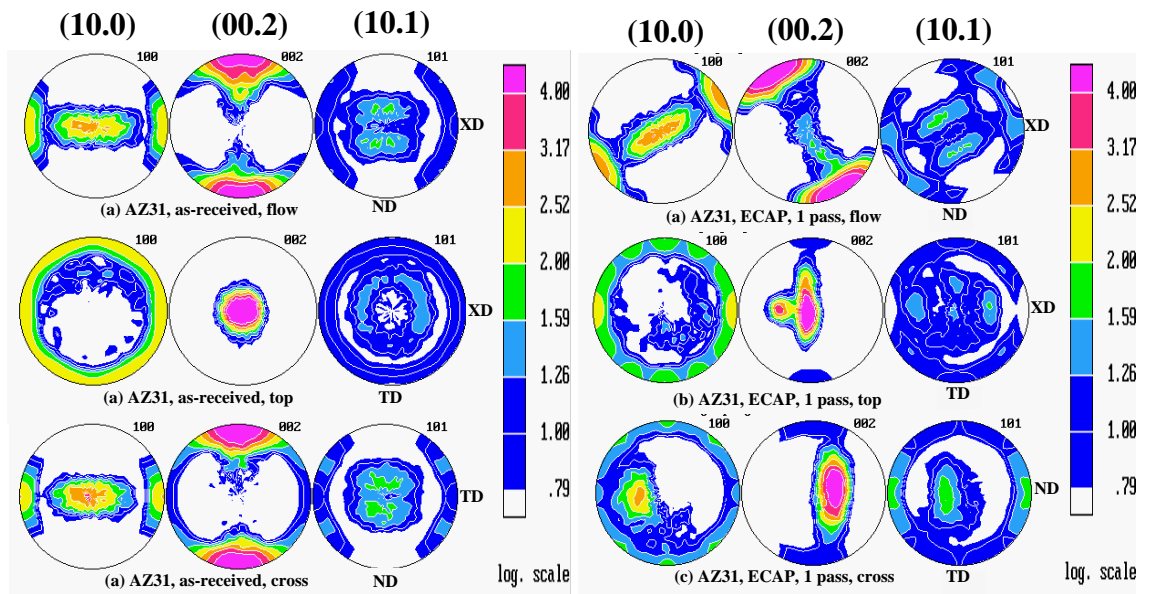 (10.0) (00.2) (10.1)
100 002 101
XD
(a) AZ31, as-received, flow ND
100 002 101
XD
(a) AZ31, as-received, top TD
100 002 101
TD
(a) AZ31, as-received, cross ND
4.00
3.17
2.52
2.00
1.59
1.26
1.00
.79
log. scale
(10.0) (00.2) (10.1)
100 002 101
XD
(a) AZ31, ECAP, 1 pass, flow ND
100 002 101
XD
(b) AZ31, ECAP, 1 pass, top TD
100 002 101
ND
(c) AZ31, ECAP, 1 pass, cross TD
4.00
3.17
2.52
2.00
1.59
1.26
1.00
.79
log. scale